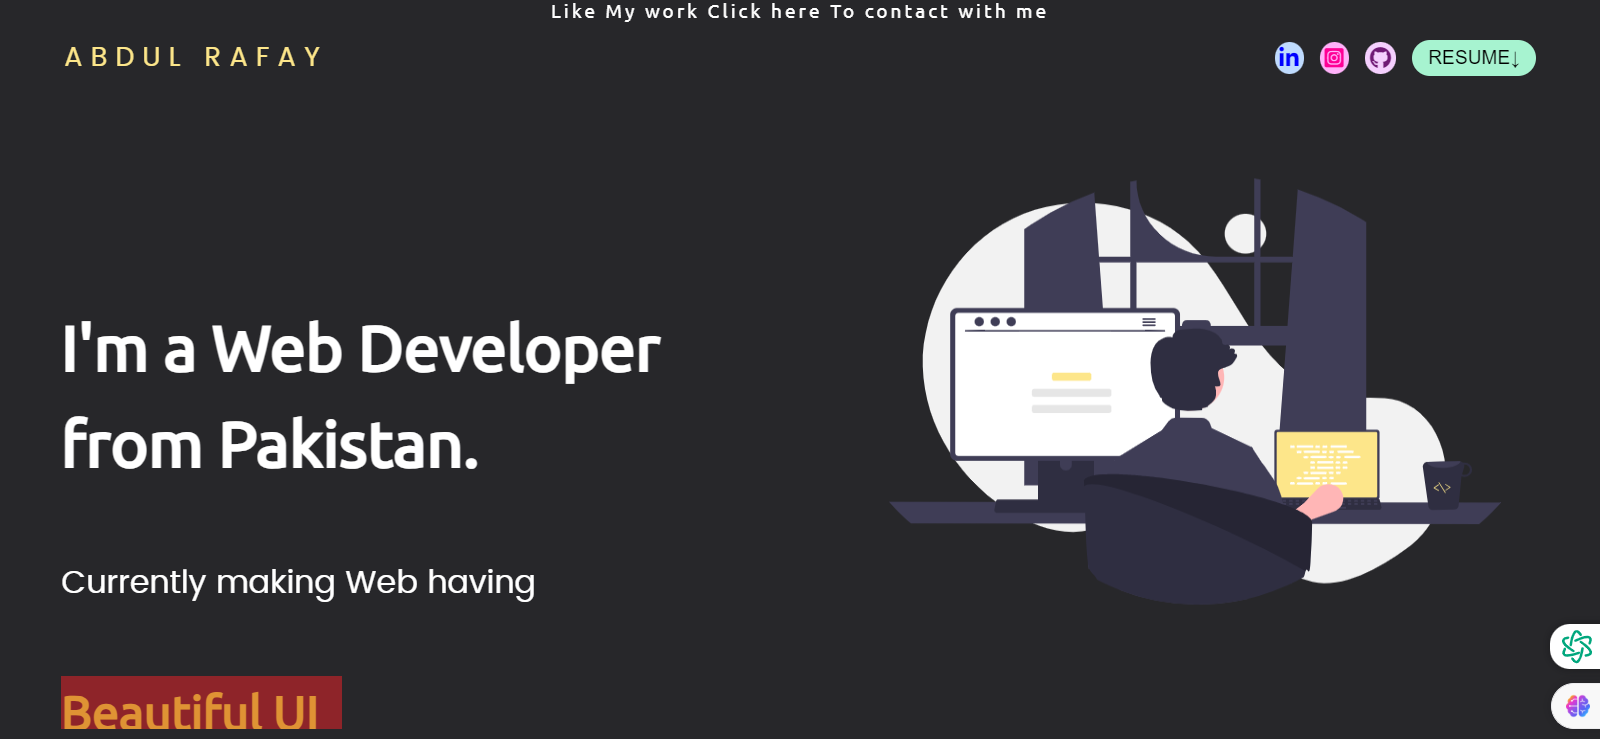 Like My work Click here To contact with me
ABDUL RAFAY
in
RESUME↓
I'm a Web Developer
from Pakistan.
Currently making Web having
Beautiful UI